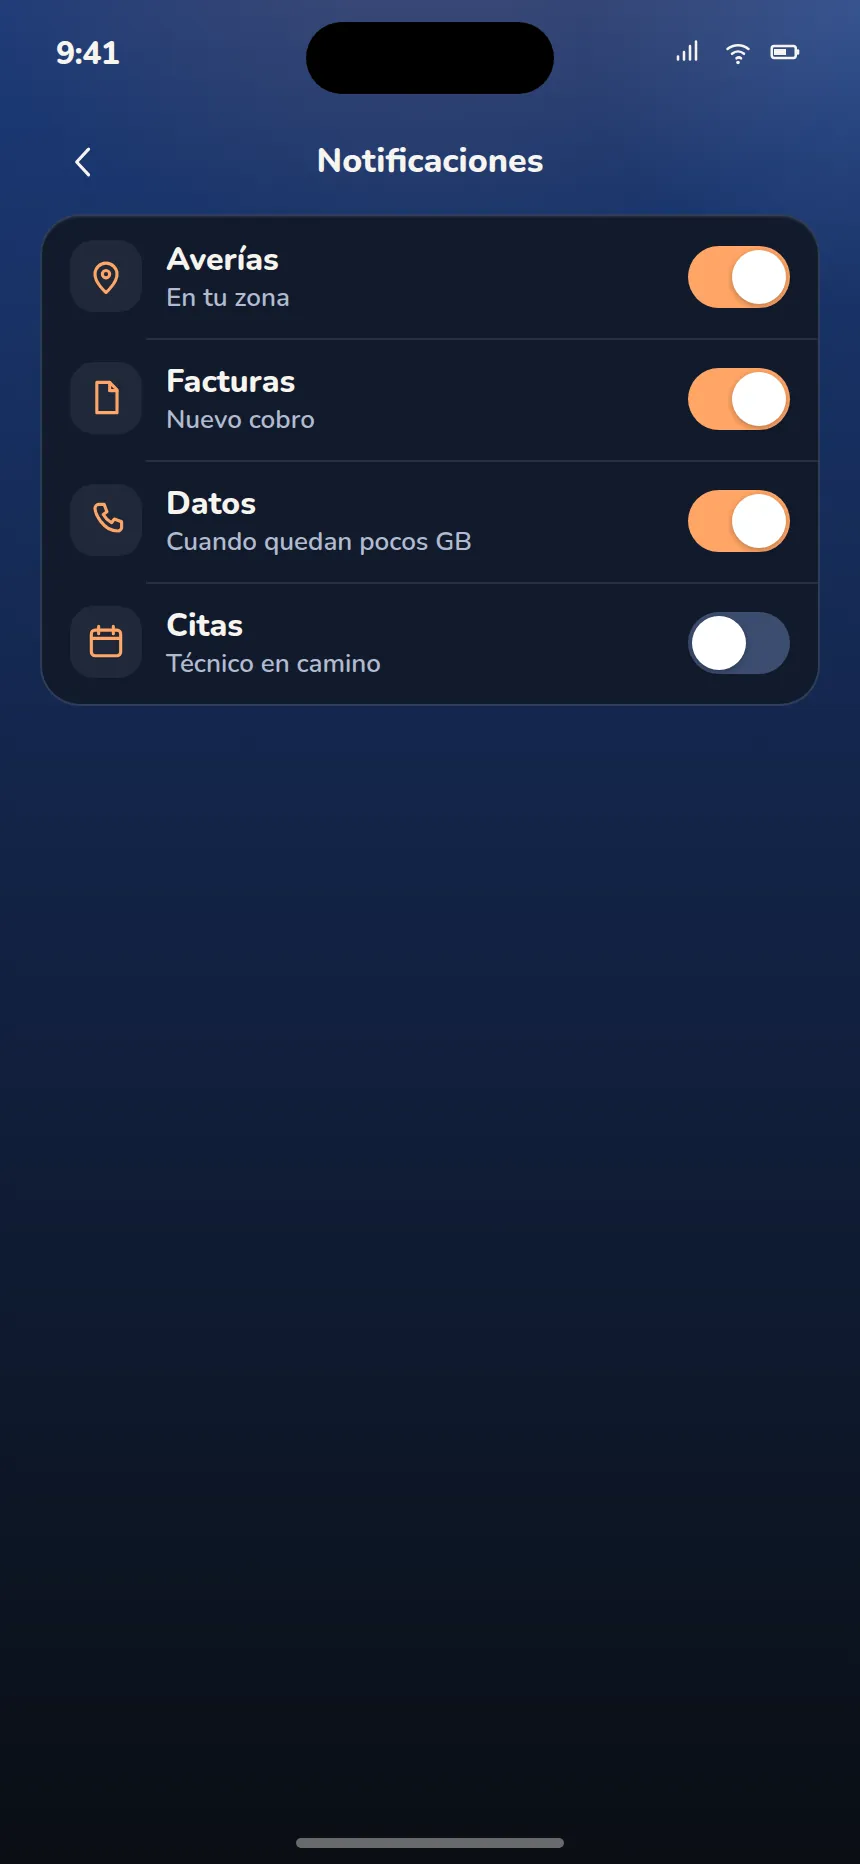 9:41
Notificaciones
Averías
En tu zona
Facturas
Nuevo cobro
Datos
Cuando quedan pocos GB
Citas
Técnico en camino